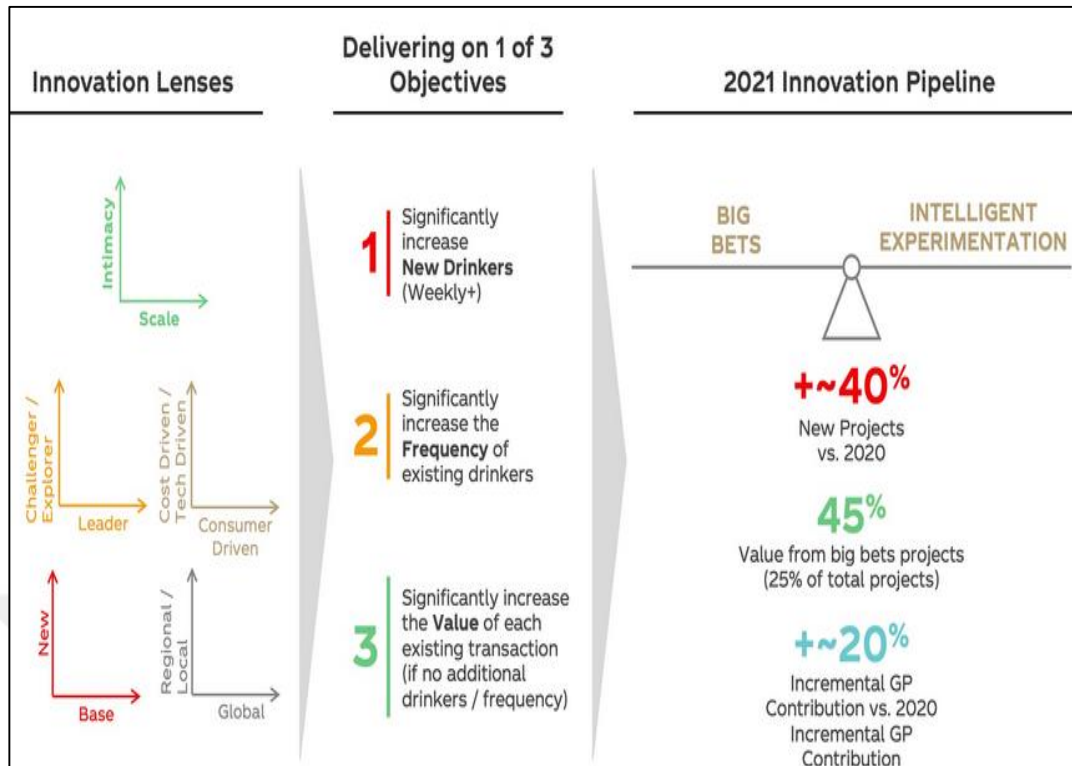 Innovation Lenses
Intimacy
Scale
Challenger /
Explorer
Leader
Cost Driven /
Tech Driven
Consumer
Driven
New
Base
Regional /
Local
Global
Delivering on 1 of 3
Objectives
1
Significantly
increase
New Drinkers
(Weekly+)
2
Significantly
increase the
Frequency of
existing drinkers
3
Significantly increase
the Value of each
existing transaction
(if no additional
drinkers / frequency)
2021 Innovation Pipeline
BIG
BETS
INTELLIGENT
EXPERIMENTATION
+~40%
New Projects
vs. 2020
45%
Value from big bets projects
(25% of total projects)
+~20%
Incremental GP
Contribution vs. 2020
Incremental GP
Contribution